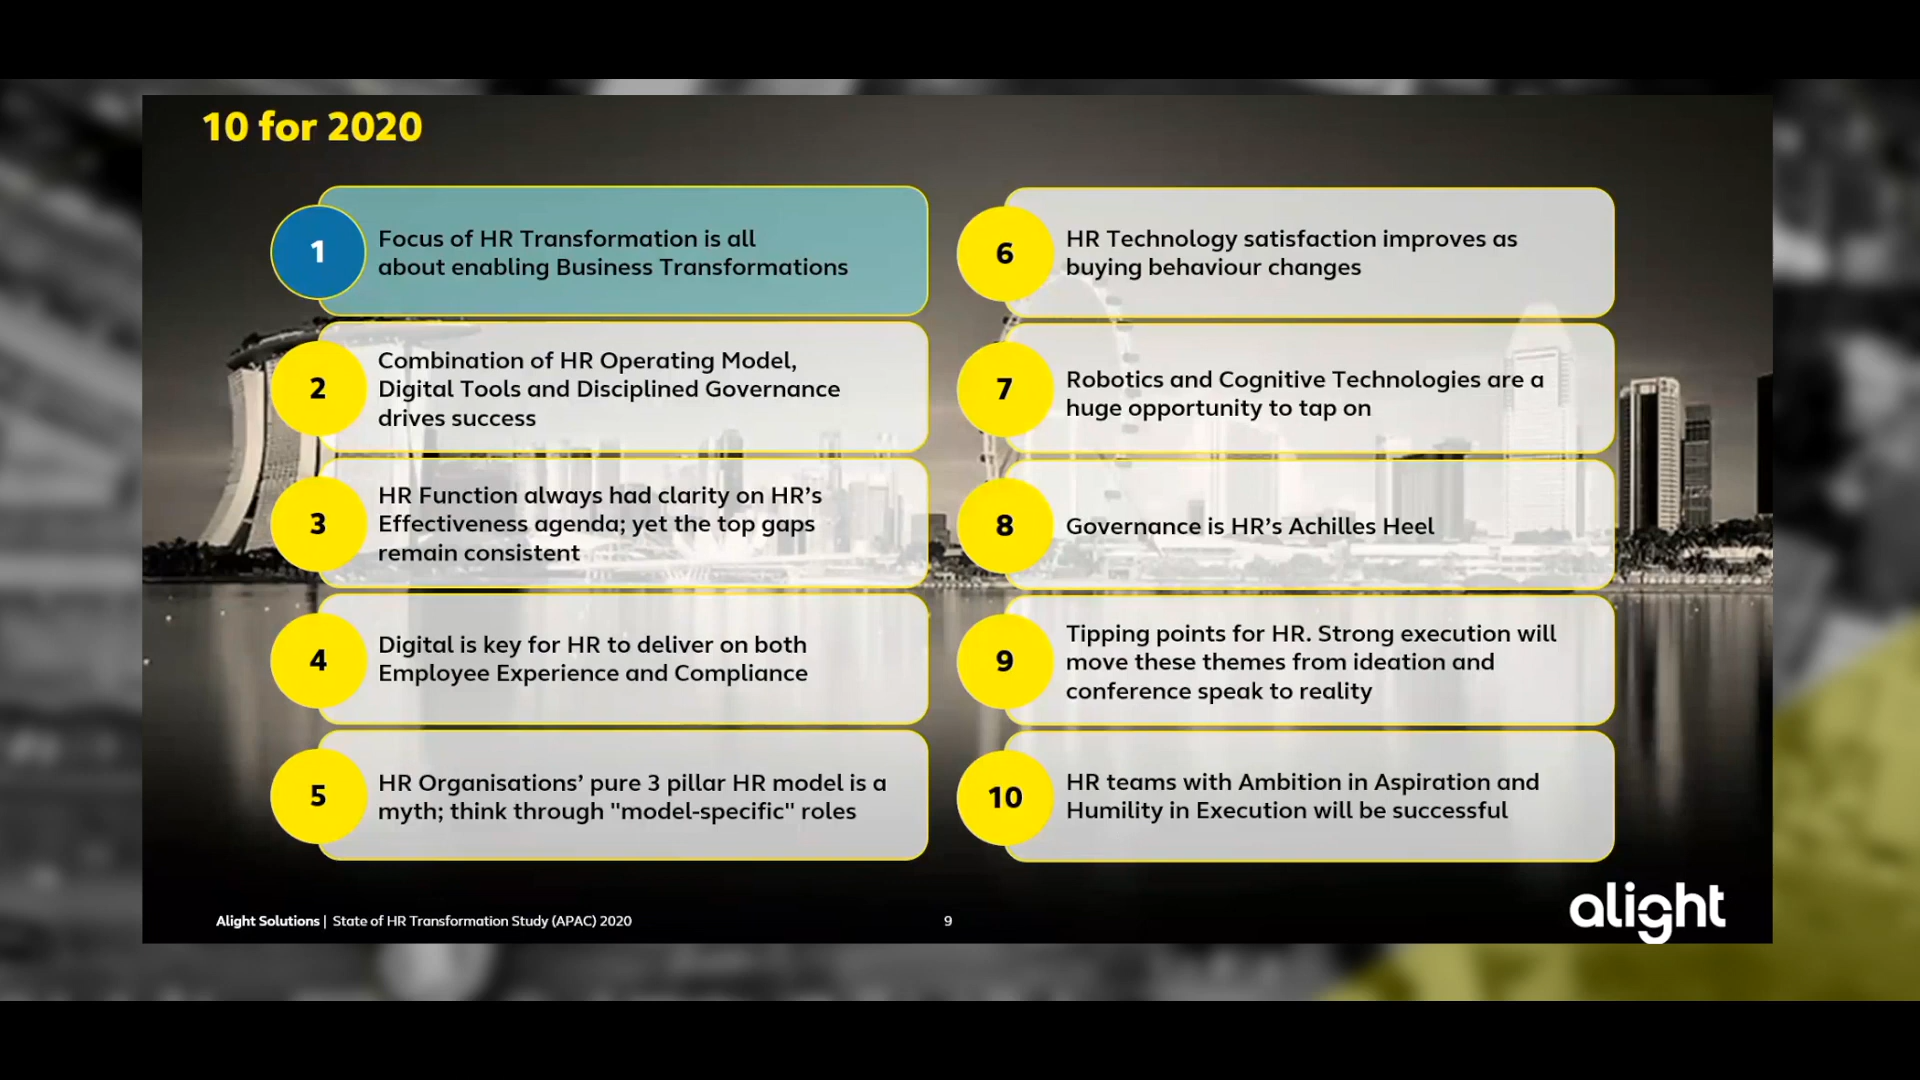 10 for 2020
1
Focus of HR Transformation is all
about enabling Business Transformations
2
Combination of HR Operating Model,
Digital Tools and Disciplined Governance
drives success
3
HR Function always had clarity on HR’s
Effectiveness agenda; yet the top gaps
remain consistent
4
Digital is key for HR to deliver on both
Employee Experience and Compliance
5
HR Organisations’ pure 3 pillar HR model is a
myth; think through "model-specific" roles
6
HR Technology satisfaction improves as
buying behaviour changes
7
Robotics and Cognitive Technologies are a
huge opportunity to tap on
8
Governance is HR’s Achilles Heel
9
Tipping points for HR. Strong execution will
move these themes from ideation and
conference speak to reality
10
HR teams with Ambition in Aspiration and
Humility in Execution will be successful
Alight Solutions | State of HR Transformation Study (APAC) 2020
9
alight